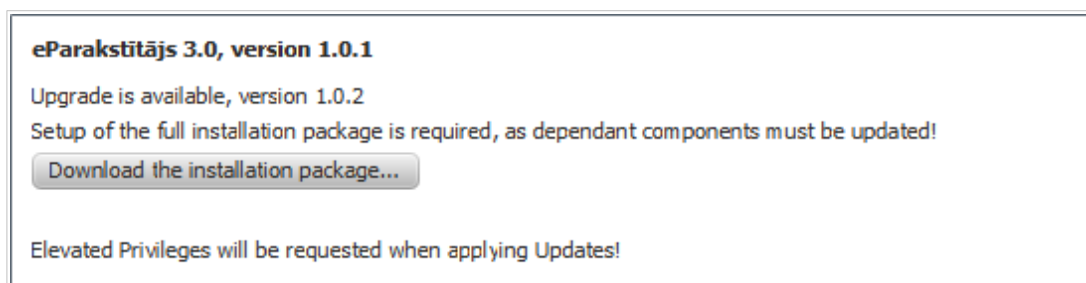 eParakstītājs 3.0, version 1.0.1
Upgrade is available, version 1.0.2
Setup of the full installation package is required, as dependant components must be updated!
Download the installation package...
Elevated Privileges will be requested when applying Updates!